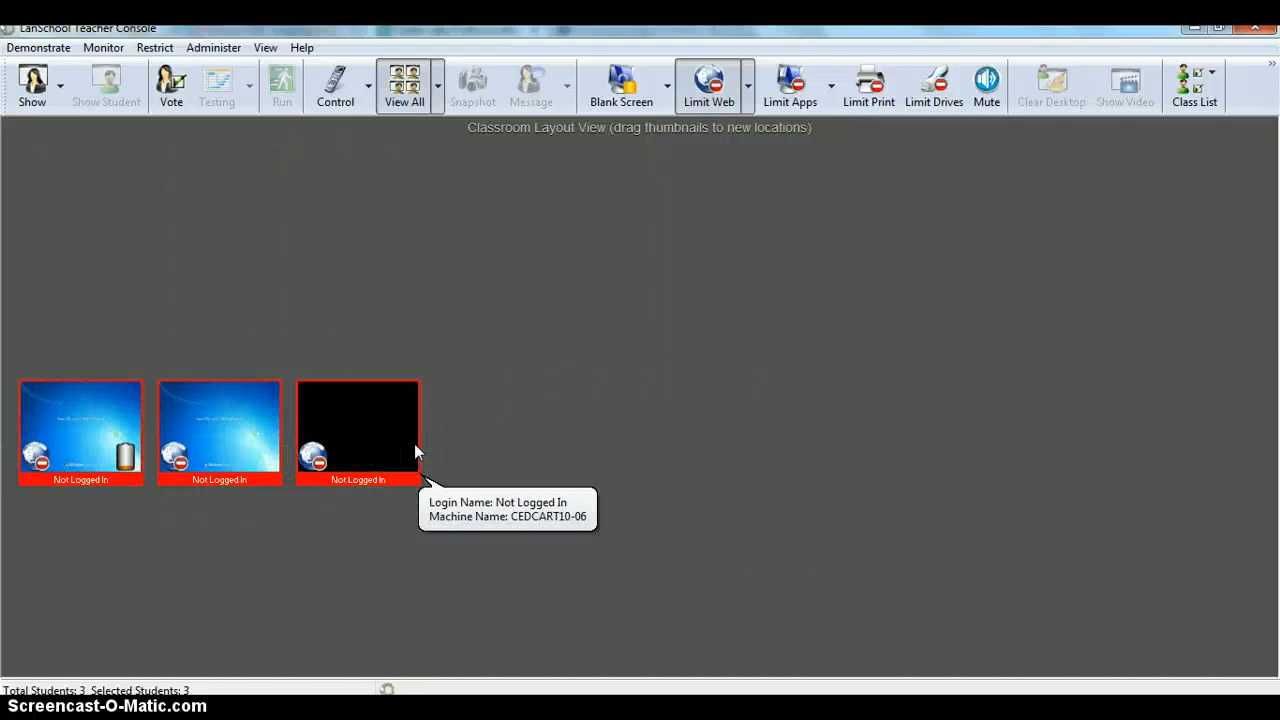 LanSchool Teacher Console
Demonstrate Monitor Restrict Administer View Help
Show Show Student Vote Testing Run Control View All Snapshot Message Blank Screen Limit Web Limit Apps Limit Print Limit Drives Mute Clear Desktop Show Video Class List
Classroom Layout View (drag thumbnails to new locations)
Not Logged In Not Logged In Not Logged In
Login Name: Not Logged In
Machine Name: CEDCART10-06
Total Students: 3 Selected Students: 3
Screencast-O-Matic.com